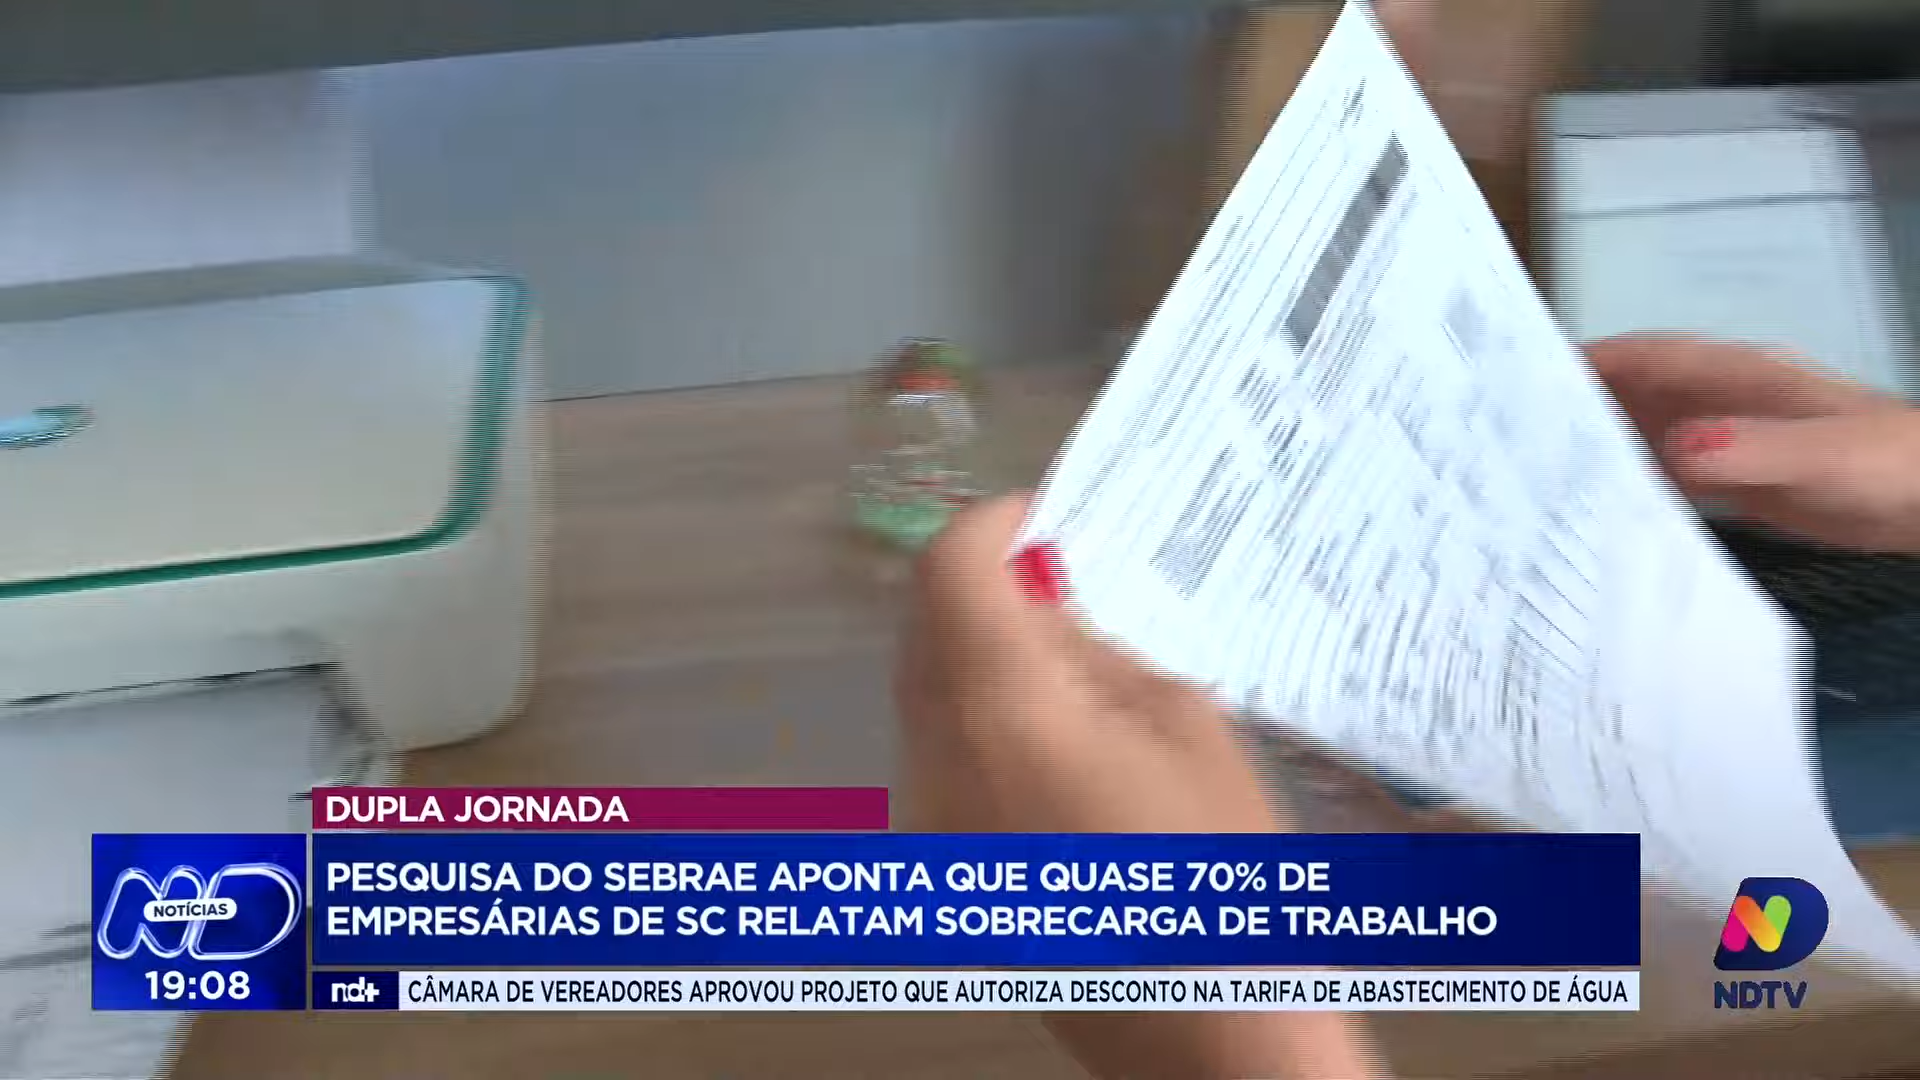 DUPLA JORNADA
PESQUISA DO SEBRAE APONTA QUE QUASE 70% DE
EMPRESÁRIAS DE SC RELATAM SOBRECARGA DE TRABALHO
ND
NOTÍCIAS
19:08
nd+
CÂMARA DE VEREADORES APROVOU PROJETO QUE AUTORIZA DESCONTO NA TARIFA DE ABASTECIMENTO DE ÁGUA
NDTV